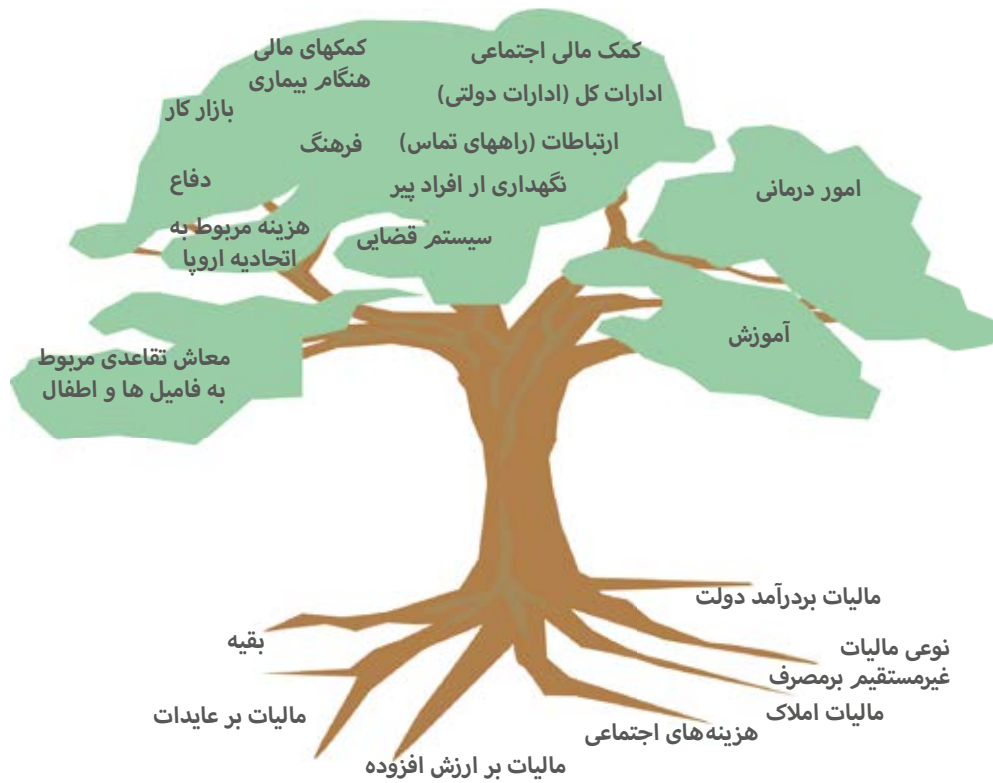 کمک مالی اجتماعی
ادارات کل (ادارات دولتی)
ارتباطات (راههای تماس)
نگهداری ار افراد پیر
سیستم قضایی
کمکهای مالی
هنگام بیماری
بازار کار
فرهنگ
دفاع
هزینه مربوط به
اتحادیه اروپا
امور درمانی
آموزش
معاش تقاعدی مربوط
به فامیل ها و اطفال
مالیات بردرآمد دولت
نوعی مالیات
غیرمستقیم برمصرف
مالیات املاک
هزینه‌های اجتماعی
مالیات بر ارزش افزوده
مالیات بر عایدات
بقیه